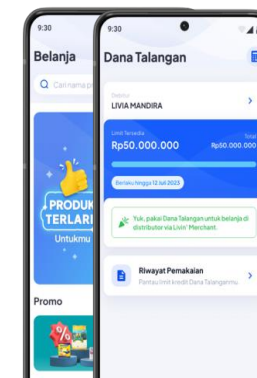 9:30
Belanja
Cari nama pr
PRODUK
TERLARI
Untukmu
Promo
9:30
Dana Talangan
Debitur
LIVIA MANDIRA
Limit Tersedia
Total
Rp50.000.000
Rp50.000.000
Berlaku hingga 12 Juli 2023
Yuk, pakai Dana Talangan untuk belanja di
distributor via Livin' Merchant.
Riwayat Pemakaian
Pantau limit kredit Dana Talanganmu